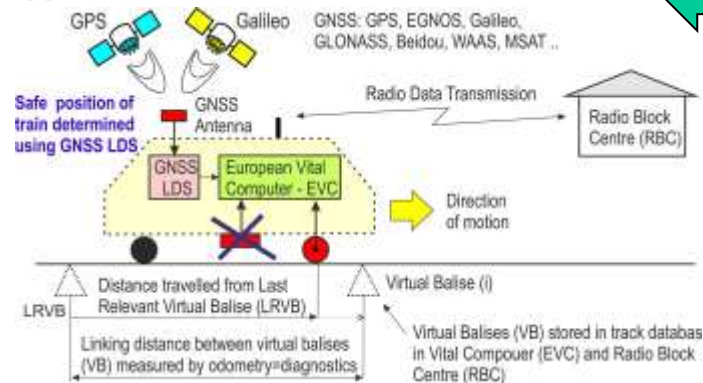 GPS
Galileo
GNSS: GPS, EGNOS, Galileo,
GLONASS, Beidou, WAAS, MSAT ..
Safe position of
train determined
using GNSS LDS
GNSS
Antenna
Radio Data Transmission
Radio Block
Centre (RBC)
GNSS
LDS
European Vital
Computer - EVC
Direction
of motion
LRVB
Distance travelled from Last
Relevant Virtual Balise (LRVB)
Virtual Balise (i)
Linking distance between virtual balises
(VB) measured by odometry=diagnostics
Virtual Balises (VB) stored in track databas
in Vital Compouer (EVC) and Radio Block
Centre (RBC)